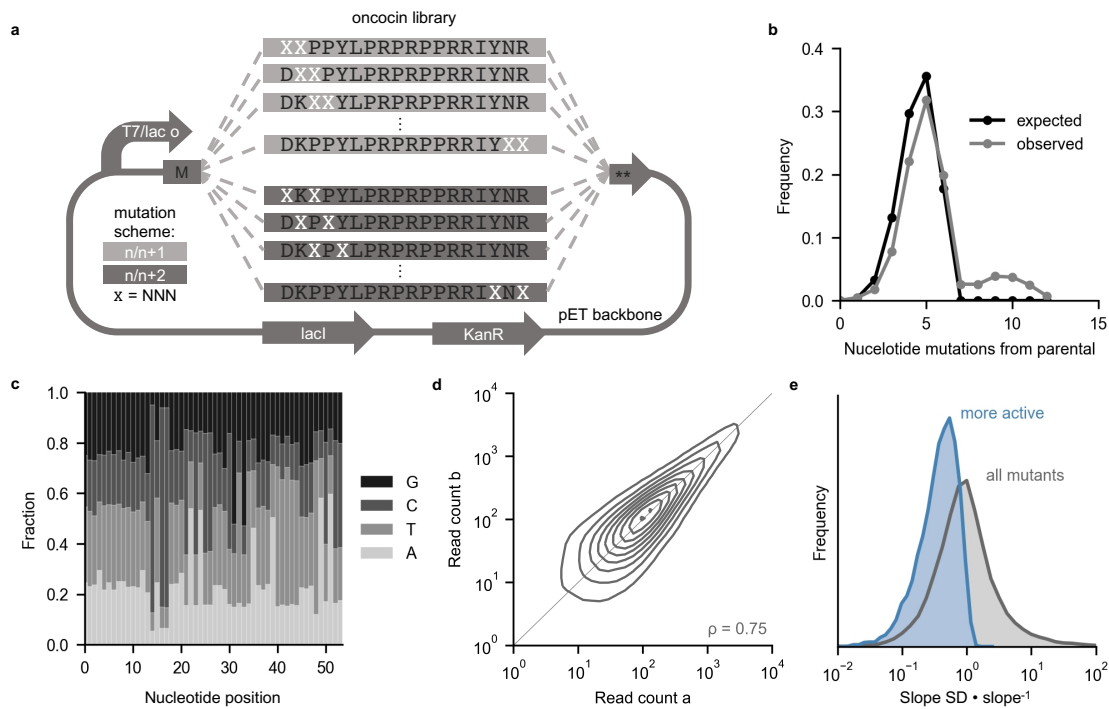 a
oncocin library
XXPPYLPRPRPPRRIYNR
DXXPYLPRPRPPRRIYNR
DKXXYLPRPRPPRRIYNR
⋮
DKPPYLPRPRPPRRIYXX
XKXPYLPRPRPPRRIYNR
DXPXYLPRPRPPRRIYNR
DKXPXLPRPRPPRRIYNR
⋮
DKPPYLPRPRPPRRIXNX
T7/lac o
M
**
mutation
scheme:
n/n+1
n/n+2
x = NNN
lacI
KanR
pET backbone
b
0.4
0.3
0.2
0.1
0.0
Frequency
expected
observed
0 5 10 15
Nucelotide mutations from parental
c
1.0
0.8
0.6
0.4
0.2
0.0
Fraction
0 10 20 30 40 50
Nucleotide position
G
C
T
A
d
10⁴
10³
10²
10¹
10⁰
Read count b
ρ = 0.75
10⁰ 10¹ 10² 10³ 10⁴
Read count a
e
more active
all mutants
Frequency
10⁻² 10⁻¹ 10⁰ 10¹ 10²
Slope SD • slope⁻¹